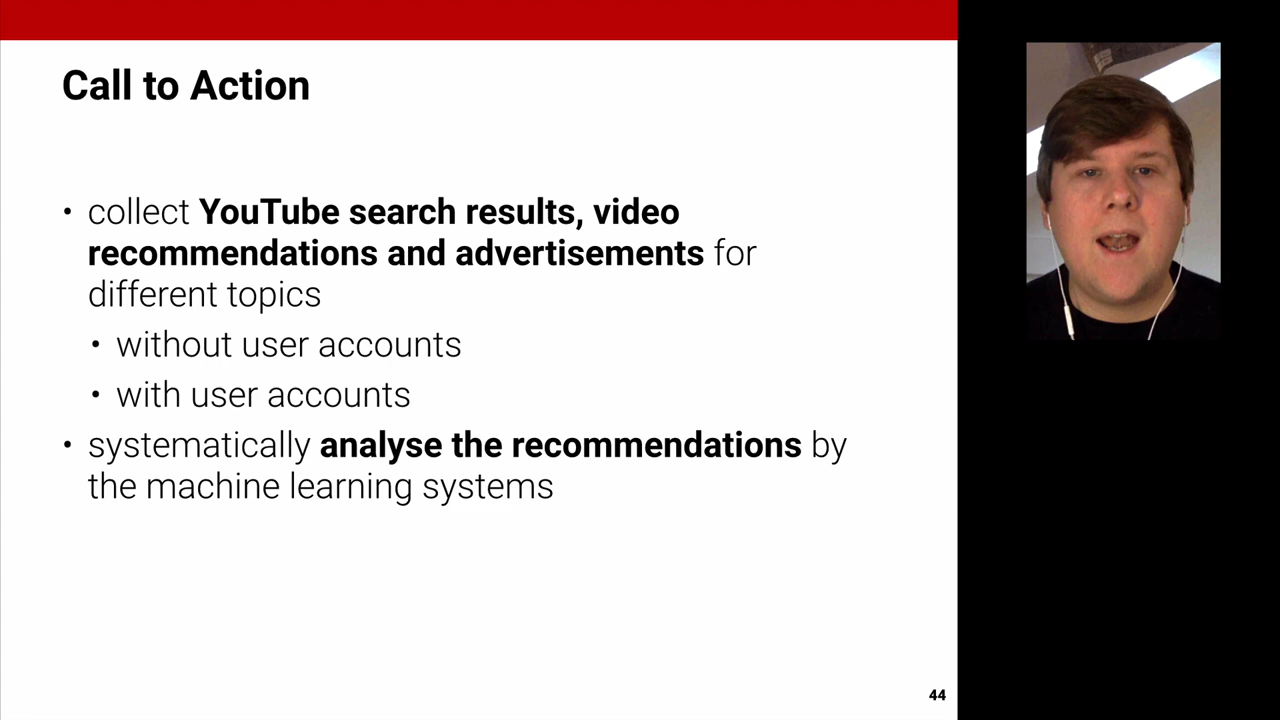 Call to Action
• collect YouTube search results, video
recommendations and advertisements for
different topics
• without user accounts
• with user accounts
• systematically analyse the recommendations by
the machine learning systems
44